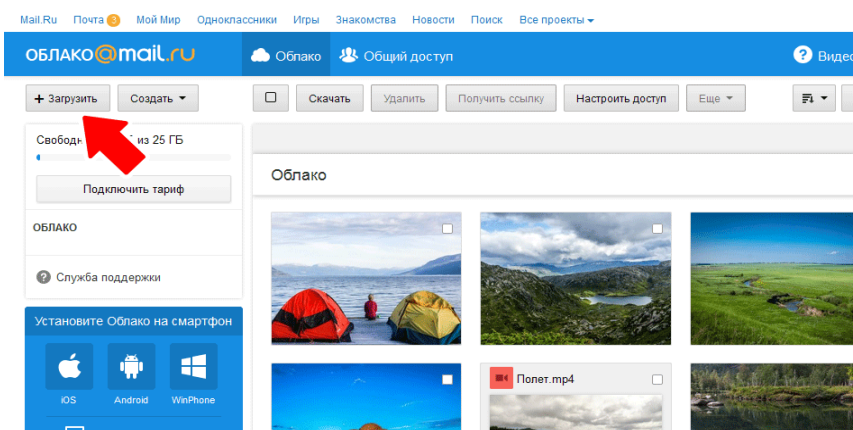 Mail.Ru Почта 3 Мой Мир Одноклассники Игры Знакомства Новости Поиск Все проекты
ОБЛАКО@mail.ru Облако Общий доступ ? Видео
+ Загрузить Создать Скачать Удалить Получить ссылку Настроить доступ Еще
из 25 ГБ
Подключить тариф
Облако
ОБЛАКО
? Служба поддержки
Установите Облако на смартфон
iOS Android WinPhone
Полет.mp4